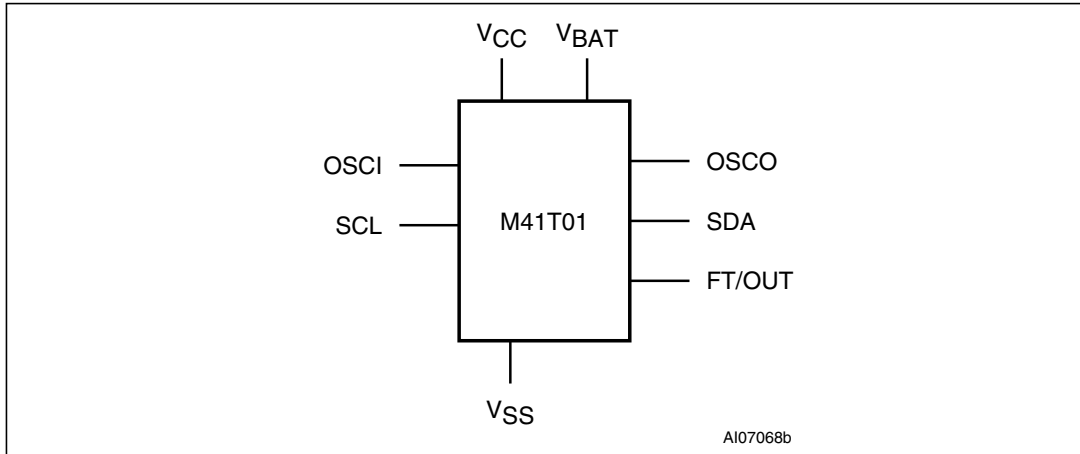 VCC VBAT
OSCI OSCO
M41T01
SCL SDA
FT/OUT
VSS
AI07068b